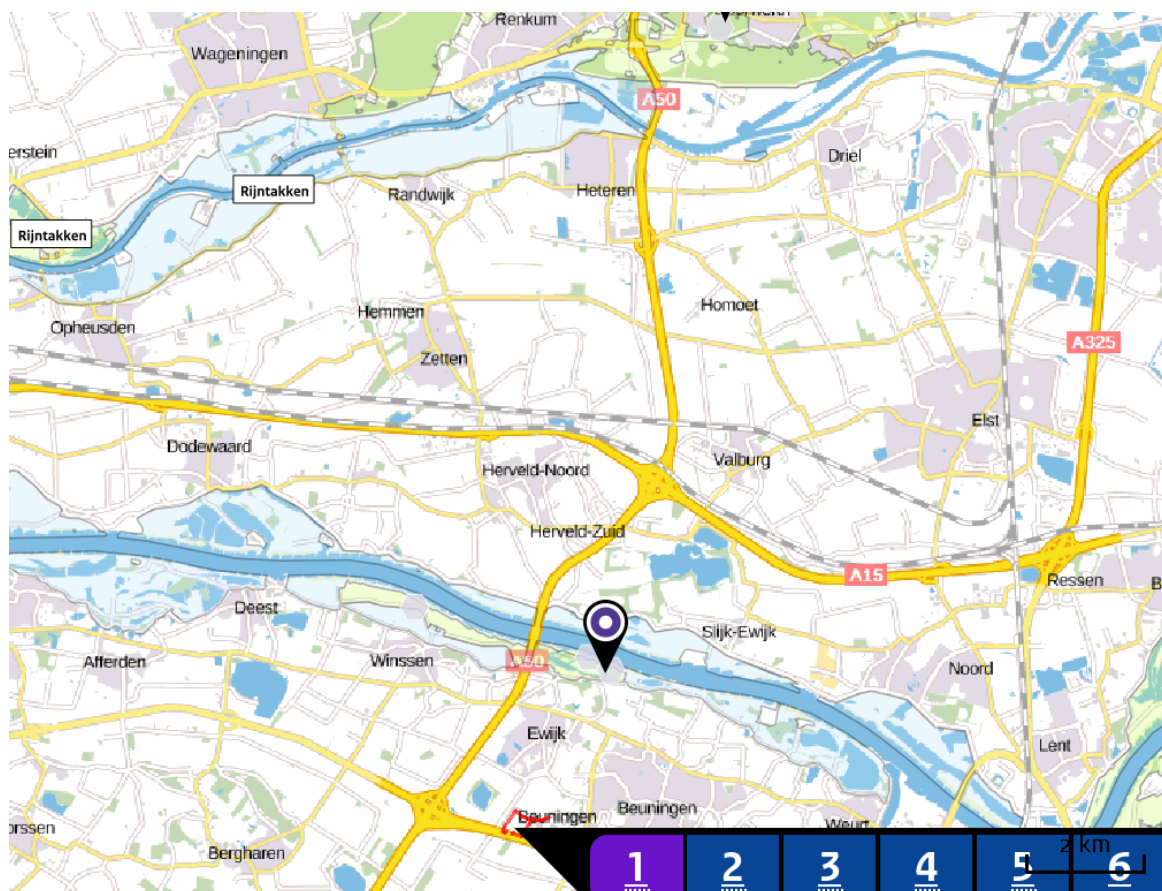 Renkum
Wageningen
A50
erstein
Driel
Rijntakken
Randwijk
Heteren
Rijntakken
Homoet
Hemmen
Opheusden
A325
Zetten
Elst
Dodewaard
Valburg
Herveld-Noord
Herveld-Zuid
A15
Ressen
B
Deest
Slijk-Ewijk
Afferden
Winssen
A50
Noord
Ewijk
Lent
Beuningen
Beuningen
Weurt
orssen
Bergharen
2 km
1 2 3 4 5 6